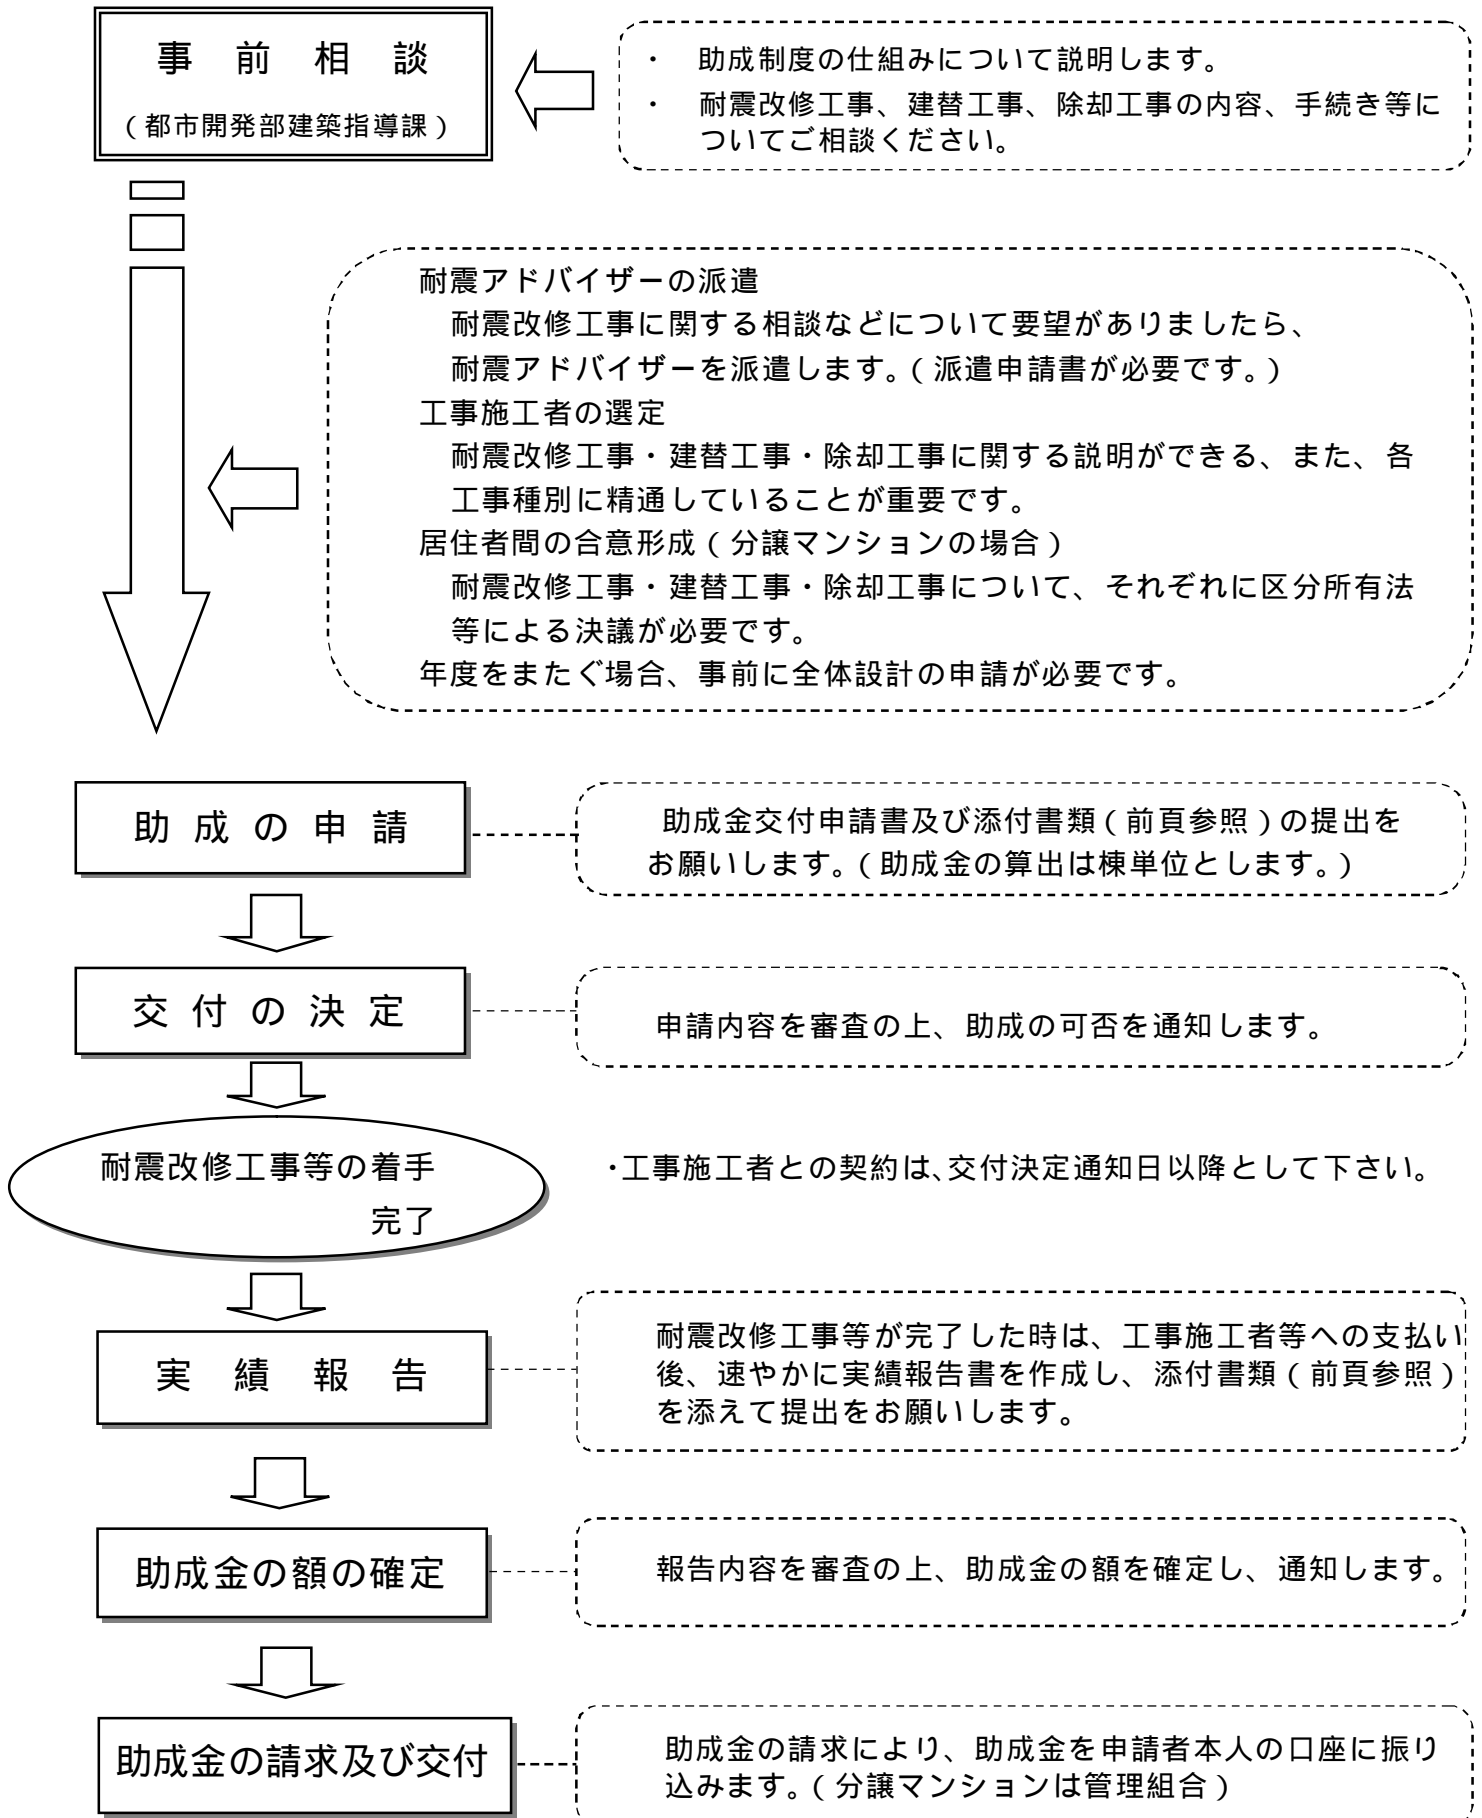 事 前 相 談
(都市開発部建築指導課)
・ 助成制度の仕組みについて説明します。
・ 耐震改修工事、建替工事、除却工事の内容、手続き等に
ついてご相談ください。
耐震アドバイザーの派遣
耐震改修工事に関する相談などについて要望がありましたら、
耐震アドバイザーを派遣します。(派遣申請書が必要です。)
工事施工者の選定
耐震改修工事・建替工事・除却工事に関する説明ができる、また、各
工事種別に精通していることが重要です。
居住者間の合意形成(分譲マンションの場合)
耐震改修工事・建替工事・除却工事について、それぞれに区分所有法
等による決議が必要です。
年度をまたぐ場合、事前に全体設計の申請が必要です。
助 成 の 申 請
助成金交付申請書及び添付書類(前頁参照)の提出を
お願いします。(助成金の算出は棟単位とします。)
交 付 の 決 定
申請内容を審査の上、助成の可否を通知します。
耐震改修工事等の着手
完了
・工事施工者との契約は、交付決定通知日以降として下さい。
実 績 報 告
耐震改修工事等が完了した時は、工事施工者等への支払い
後、速やかに実績報告書を作成し、添付書類(前頁参照)
を添えて提出をお願いします。
助成金の額の確定
報告内容を審査の上、助成金の額を確定し、通知します。
助成金の請求及び交付
助成金の請求により、助成金を申請者本人の口座に振り
込みます。(分譲マンションは管理組合)